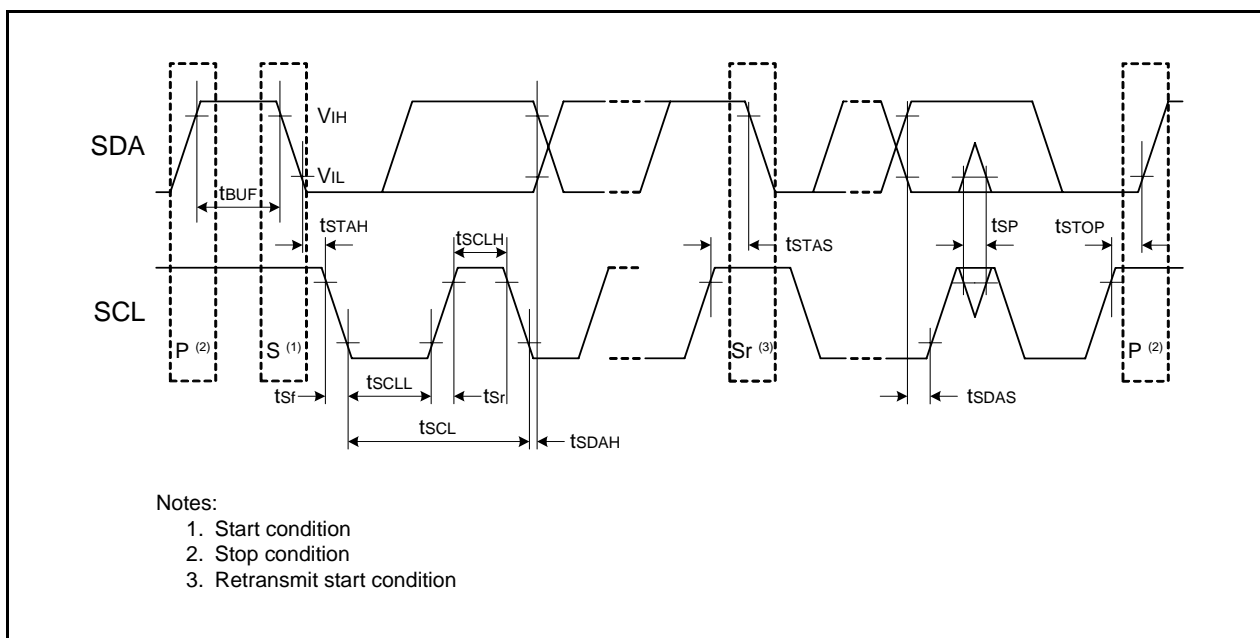 VIH
SDA
VIL
tBUF
tSTAH
tSCLH
tSTAS
tSP
tSTOP
SCL
P (2)
S (1)
Sr (3)
P (2)
tSf
tSCLL
tSr
tSDAS
tSCL
tSDAH
Notes:
1. Start condition
2. Stop condition
3. Retransmit start condition